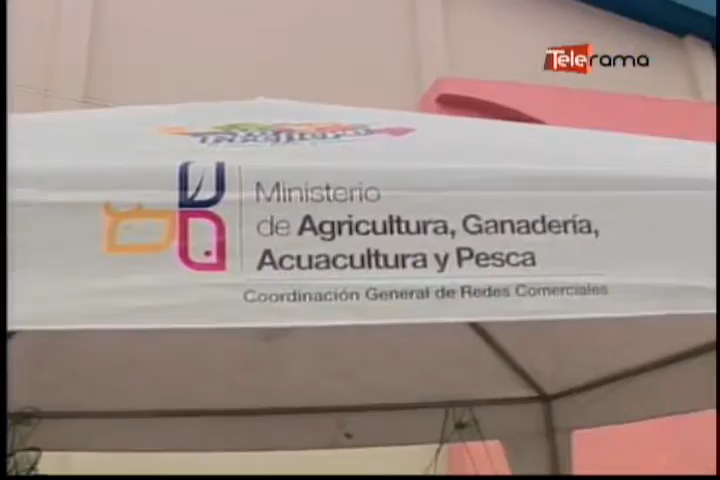 Telerama
Ministerio
de Agricultura, Ganadería,
Acuacultura y Pesca
Coordinación General de Redes Comerciales